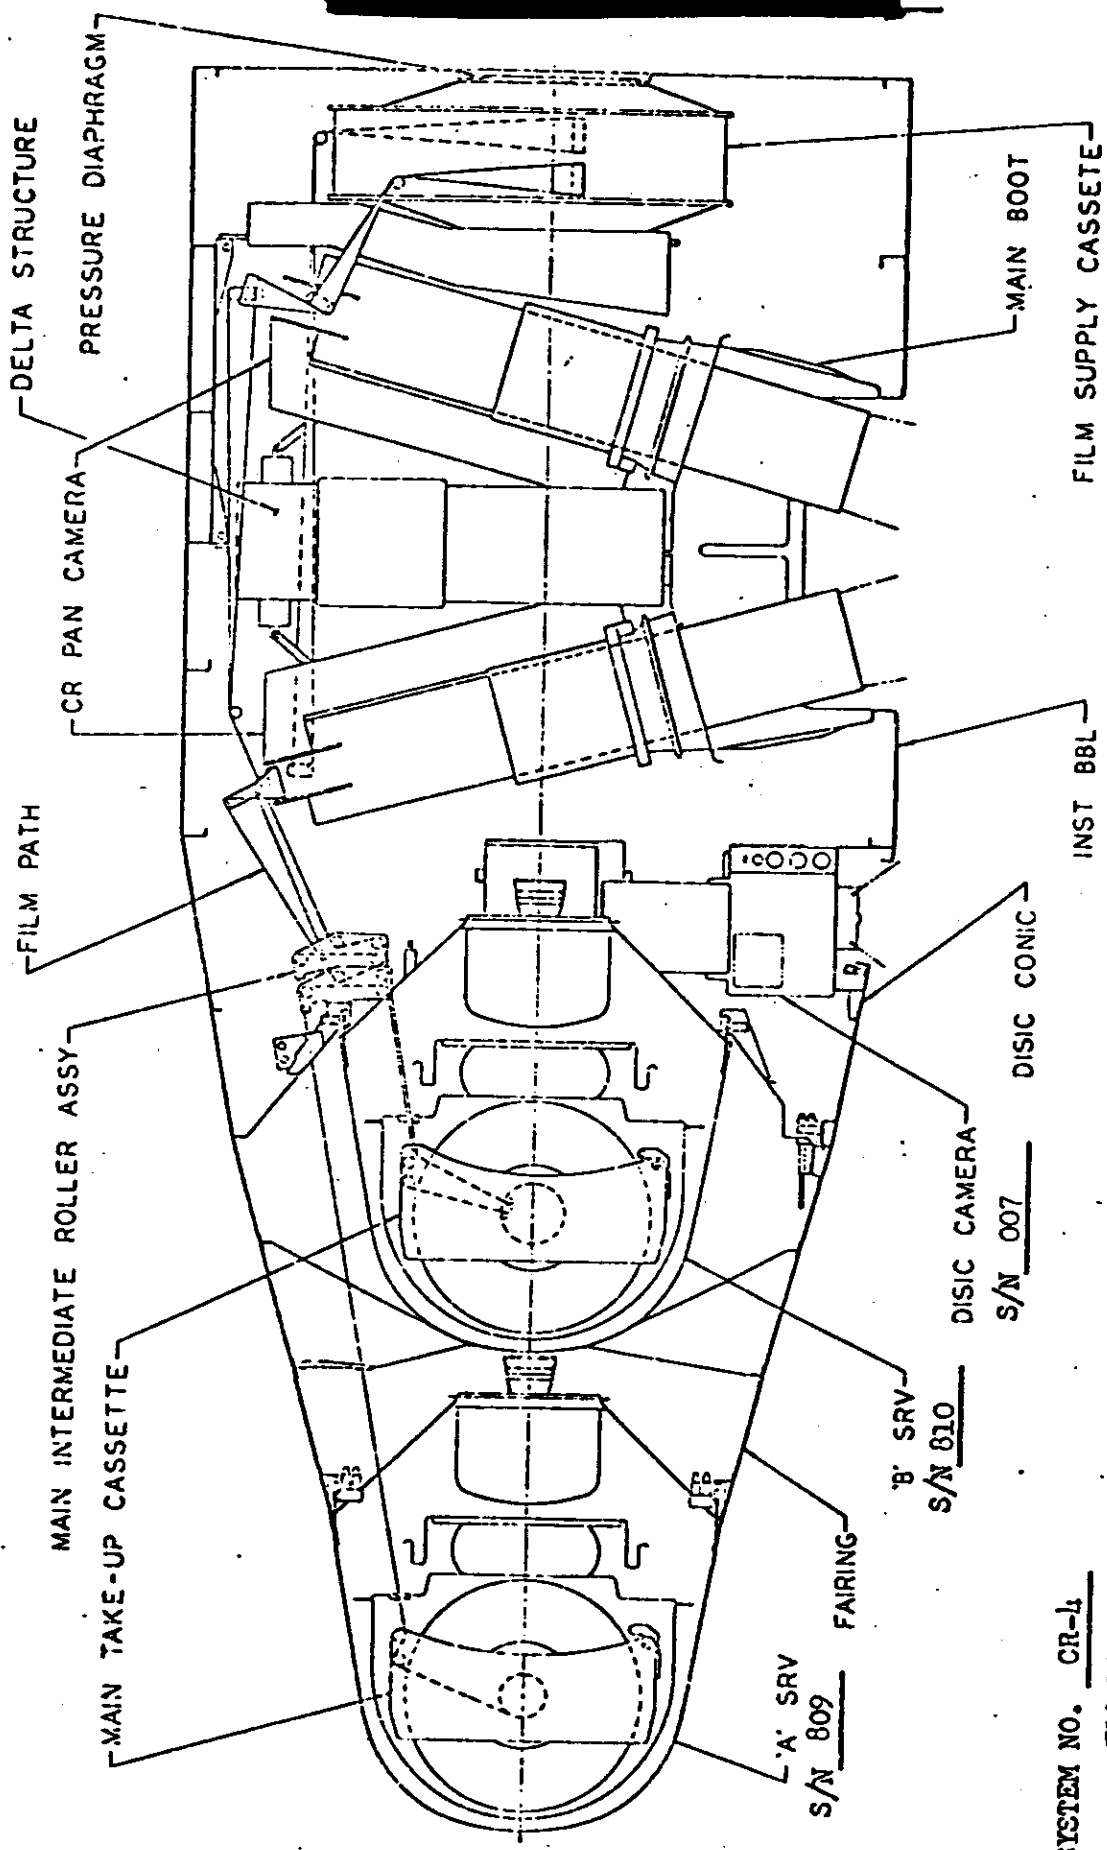 DELTA STRUCTURE
PRESSURE DIAPHRAGM
CR PAN CAMERA
FILM PATH
MAIN INTERMEDIATE ROLLER ASSY
MAIN TAKE-UP CASSETTE
MAIN BOOT
FILM SUPPLY CASSETE
INST BBL
DISIC CONIC
DISIC CAMERA
S/N 007
'B' SRV
S/N 810
FAIRING
'A' SRV
S/N 809
SYSTEM NO. CR-4